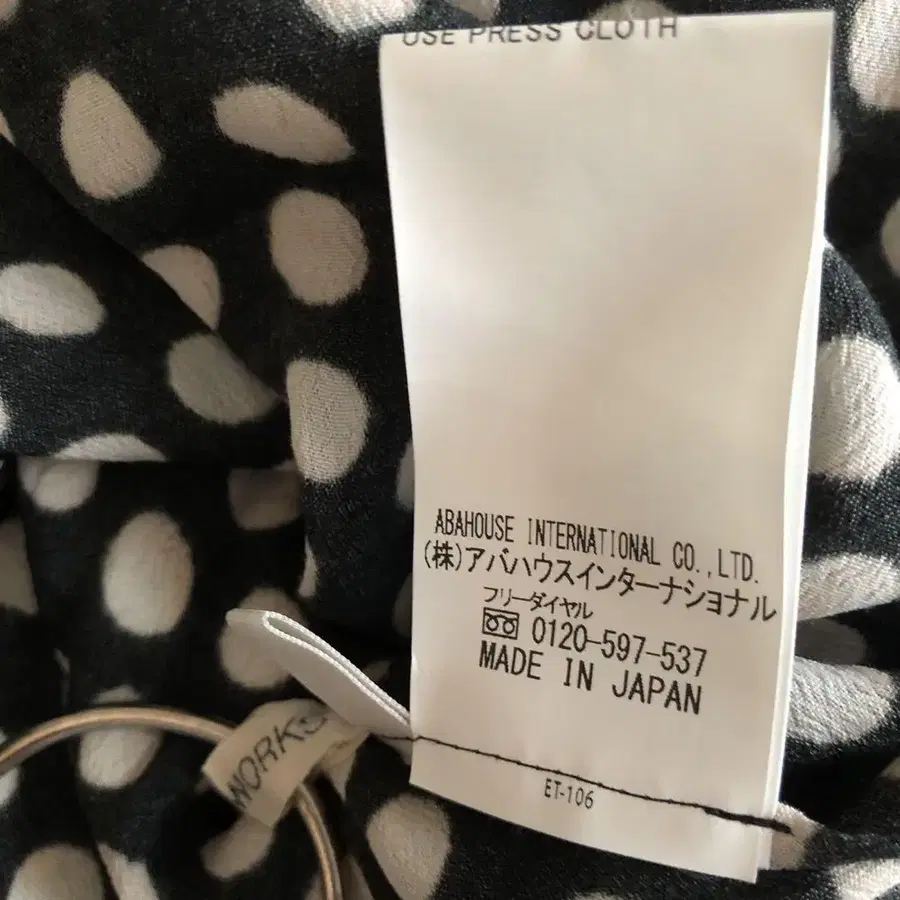 USE PRESS CLOTH
ABAHOUSE INTERNATIONAL CO.,LTD.
(株)アバハウスインターナショナル
フリーダイヤル
0120-597-537
MADE IN JAPAN
ET-106
WORKS